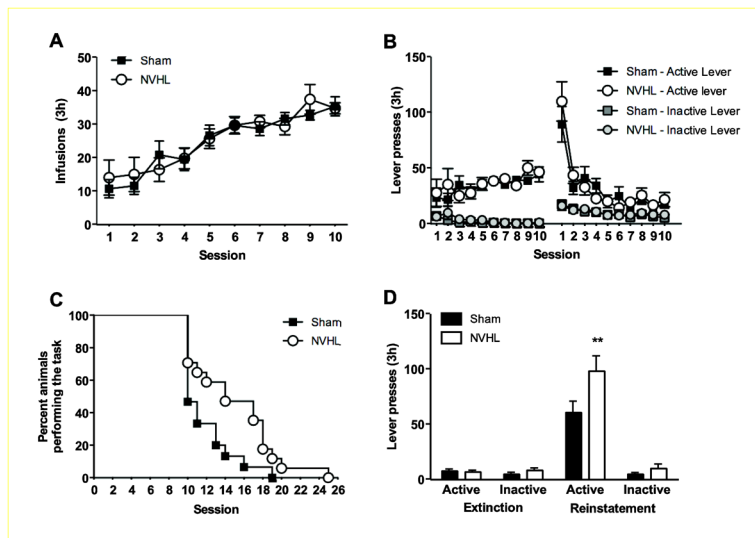 A
Sham
NVHL
Infusions (3h)
50
40
30
20
10
0
1 2 3 4 5 6 7 8 9 10
Session
B
Sham - Active Lever
NVHL - Active lever
Sham - Inactive Lever
NVHL - Inactive Lever
Lever presses (3h)
150
100
50
0
1 2 3 4 5 6 7 8 9 10 1 2 3 4 5 6 7 8 9 10
Session
C
Sham
NVHL
Percent animals
performing the task
100
80
60
40
20
0
0 2 4 6 8 10 12 14 16 18 20 22 24 26
Session
D
Sham
NVHL
**
Lever presses (3h)
150
100
50
0
Active Inactive Active Inactive
Extinction Reinstatement